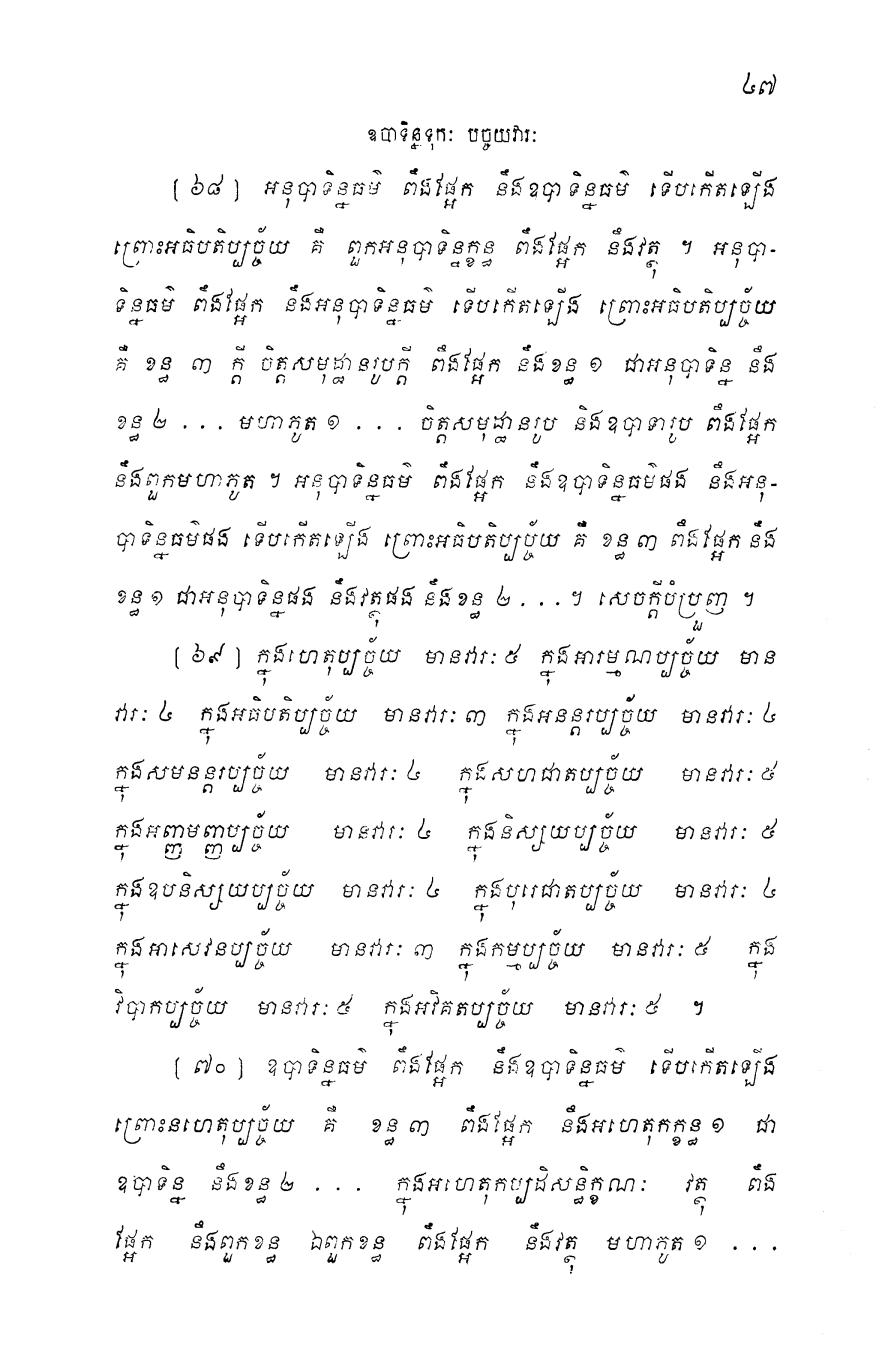 ៤៧
ឧបាទិន្នទុកៈ បច្ចយវារៈ
[ ៦៨ ] អនុបាទិន្នធម៌ ពឹងផ្អែក នឹងឧបាទិន្នធម៌ ទើបកើតឡើង
ព្រោះអធិបតិប្បច្ច័យ គឺ ពួកអនុបាទិន្នក្ខន្ធ ពឹងផ្អែក នឹងវត្ថុ ។ អនុបា-
ទិន្នធម៌ ពឹងផ្អែក នឹងអនុបាទិន្នធម៌ ទើបកើតឡើង ព្រោះអធិបតិប្បច្ច័យ
គឺ ខន្ធ ៣ ក្តី ចិត្តសមុដ្ឋានរូបក្តី ពឹងផ្អែក នឹងខន្ធ ១ ជាអនុបាទិន្ន នឹង
ខន្ធ ២ . . . មហាភូត ១ . . . ចិត្តសមុដ្ឋានរូប និងឧបាទារូប ពឹងផ្អែក
នឹងពួកមហាភូត ។ អនុបាទិន្នធម៌ ពឹងផ្អែក នឹងឧបាទិន្នធម៌ផង នឹងអនុ-
បាទិន្នធម៌ផង ទើបកើតឡើង ព្រោះអធិបតិប្បច្ច័យ គឺ ខន្ធ ៣ ពឹងផ្អែក នឹង
ខន្ធ ១ ជាអនុបាទិន្នផង នឹងវត្ថុផង នឹងខន្ធ ២ . . . ។ សេចក្តីបំប្រួញ ។
[ ៦៩ ] ក្នុងហេតុប្បច្ច័យ មានវារៈ ៥ ក្នុងអារម្មណប្បច្ច័យ មាន
វារៈ ៤ ក្នុងអធិបតិប្បច្ច័យ មានវារៈ ៣ ក្នុងអនន្តរប្បច្ច័យ មានវារៈ ៤
ក្នុងសមនន្តរប្បច្ច័យ មានវារៈ ៤ ក្នុងសហជាតប្បច្ច័យ មានវារៈ ៥
ក្នុងអញ្ញមញ្ញប្បច្ច័យ មានវារៈ ៤ ក្នុងនិស្សយប្បច្ច័យ មានវារៈ ៥
ក្នុងឧបនិស្សយប្បច្ច័យ មានវារៈ ៤ ក្នុងបុរេជាតប្បច្ច័យ មានវារៈ ៤
ក្នុងអាសេវនប្បច្ច័យ មានវារៈ ៣ ក្នុងកម្មប្បច្ច័យ មានវារៈ ៥ ក្នុង
វិបាកប្បច្ច័យ មានវារៈ ៥ ក្នុងអវិគតប្បច្ច័យ មានវារៈ ៥ ។
[ ៧០ ] ឧបាទិន្នធម៌ ពឹងផ្អែក នឹងឧបាទិន្នធម៌ ទើបកើតឡើង
ព្រោះនហេតុប្បច្ច័យ គឺ ខន្ធ ៣ ពឹងផ្អែក នឹងអហេតុកក្ខន្ធ ១ ជា
ឧបាទិន្ន នឹងខន្ធ ២ . . . ក្នុងអហេតុកប្បដិសន្ធិក្ខណៈ វត្ថុ ពឹង
ផ្អែក នឹងពួកខន្ធ ឯពួកខន្ធ ពឹងផ្អែក នឹងវត្ថុ មហាភូត ១ . . .